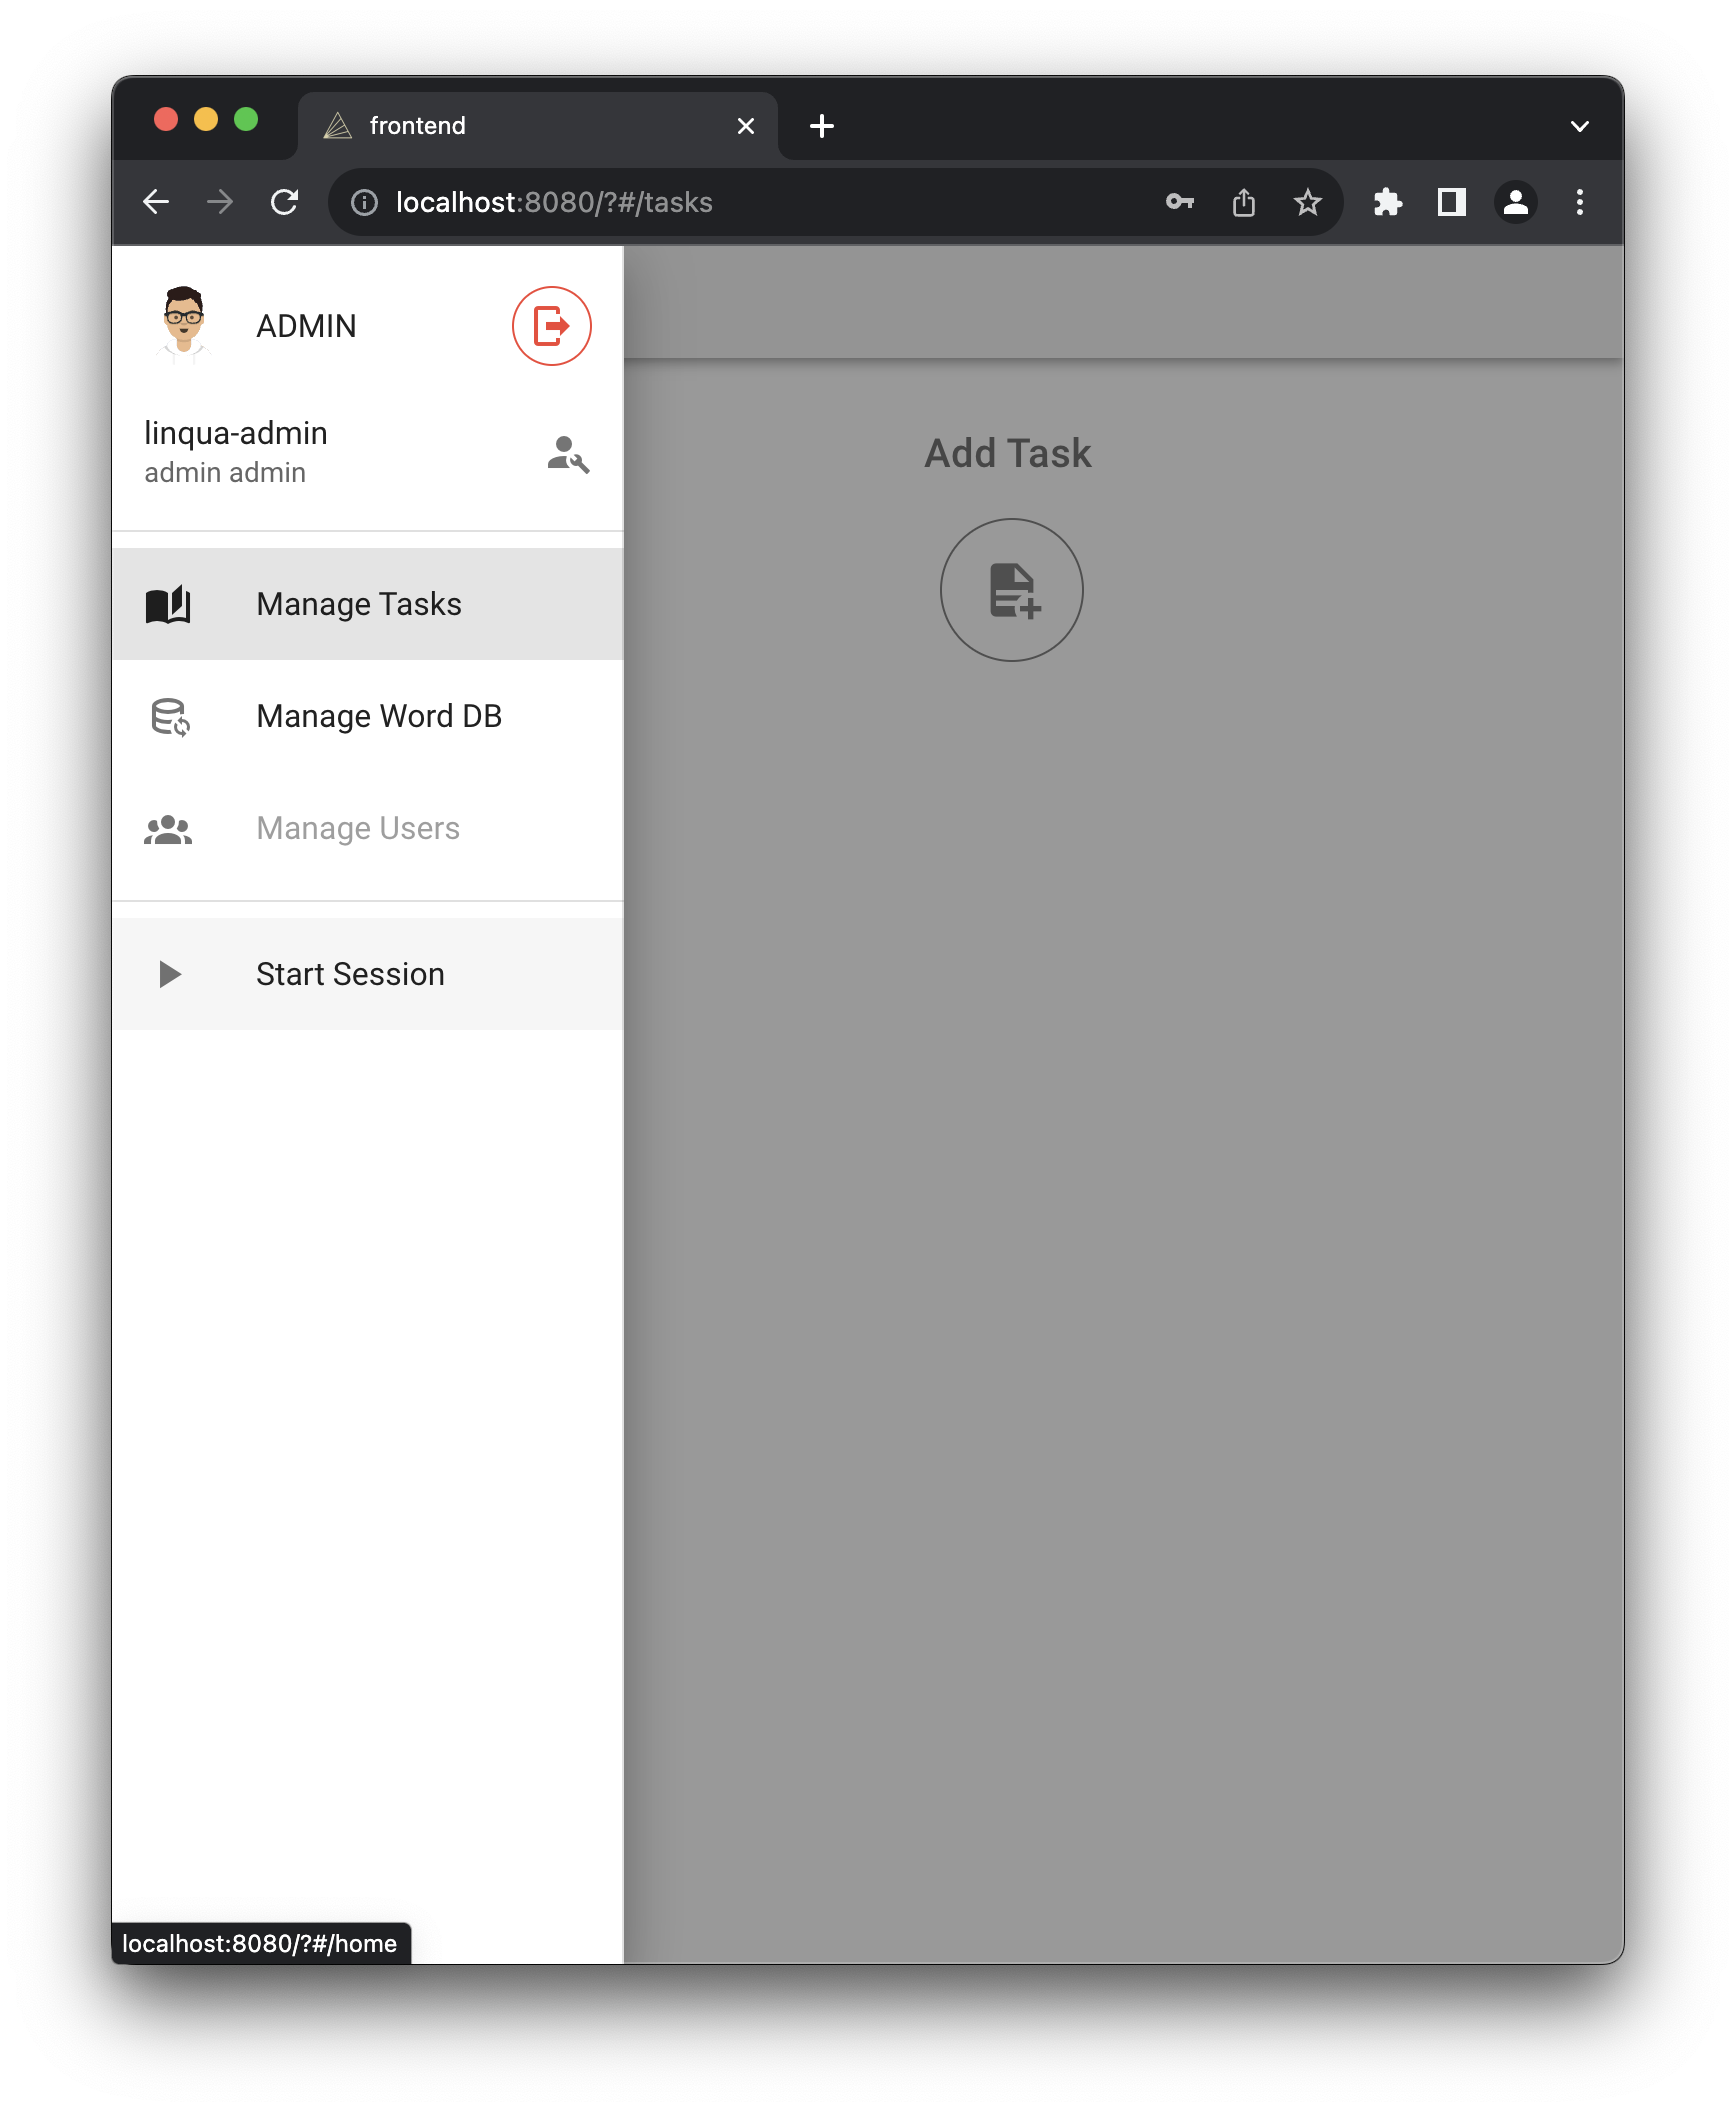 frontend
localhost:8080/?#/tasks
ADMIN
linqua-admin
admin admin
Manage Tasks
Manage Word DB
Manage Users
Start Session
Add Task
localhost:8080/?#/home